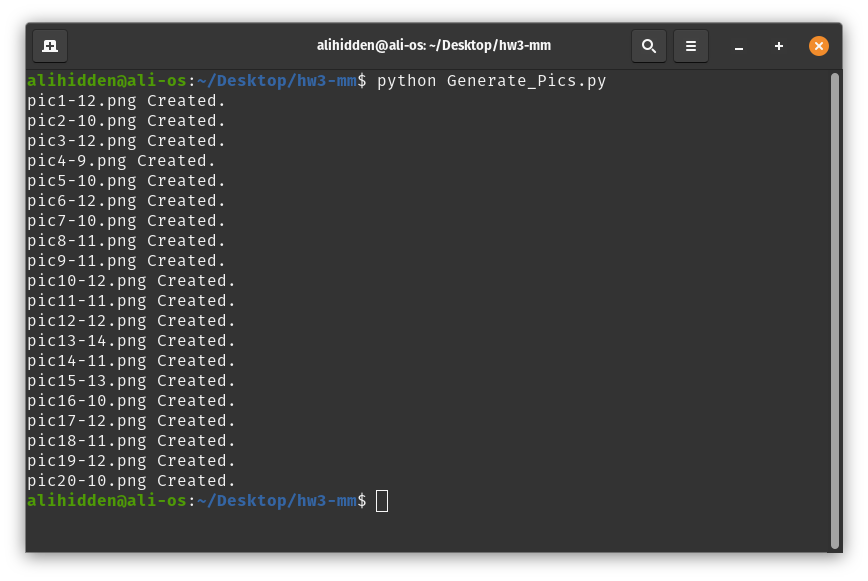 alihidden@ali-os: ~/Desktop/hw3-mm
alihidden@ali-os:~/Desktop/hw3-mm$ python Generate_Pics.py
pic1-12.png Created.
pic2-10.png Created.
pic3-12.png Created.
pic4-9.png Created.
pic5-10.png Created.
pic6-12.png Created.
pic7-10.png Created.
pic8-11.png Created.
pic9-11.png Created.
pic10-12.png Created.
pic11-11.png Created.
pic12-12.png Created.
pic13-14.png Created.
pic14-11.png Created.
pic15-13.png Created.
pic16-10.png Created.
pic17-12.png Created.
pic18-11.png Created.
pic19-12.png Created.
pic20-10.png Created.
alihidden@ali-os:~/Desktop/hw3-mm$